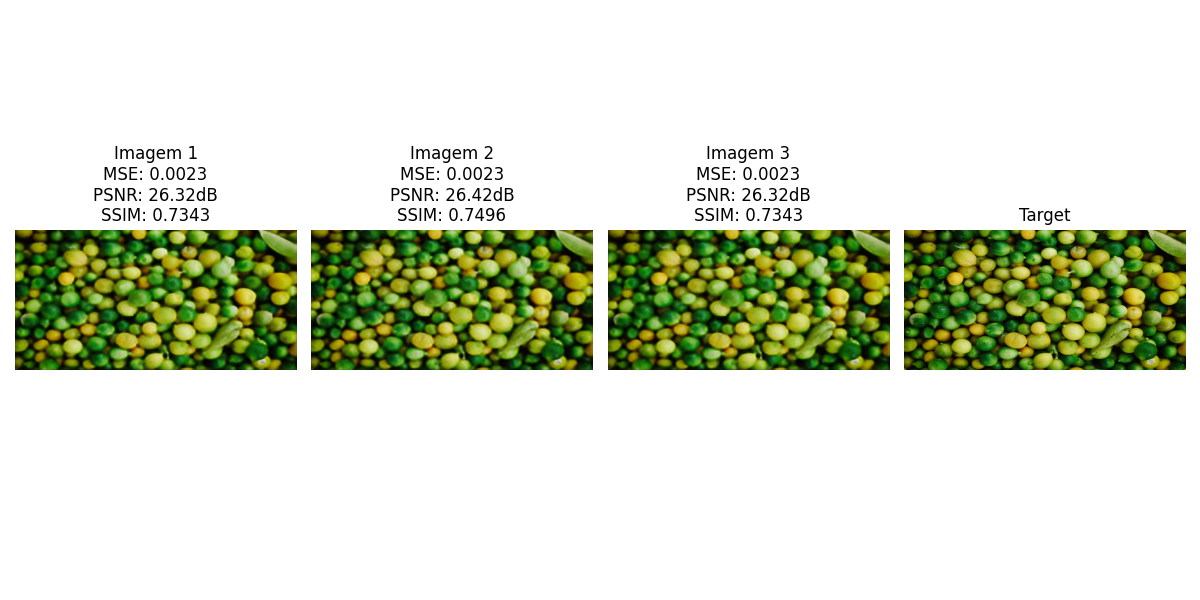 Imagem 1
MSE: 0.0023
PSNR: 26.32dB
SSIM: 0.7343
Imagem 2
MSE: 0.0023
PSNR: 26.42dB
SSIM: 0.7496
Imagem 3
MSE: 0.0023
PSNR: 26.32dB
SSIM: 0.7343
Target